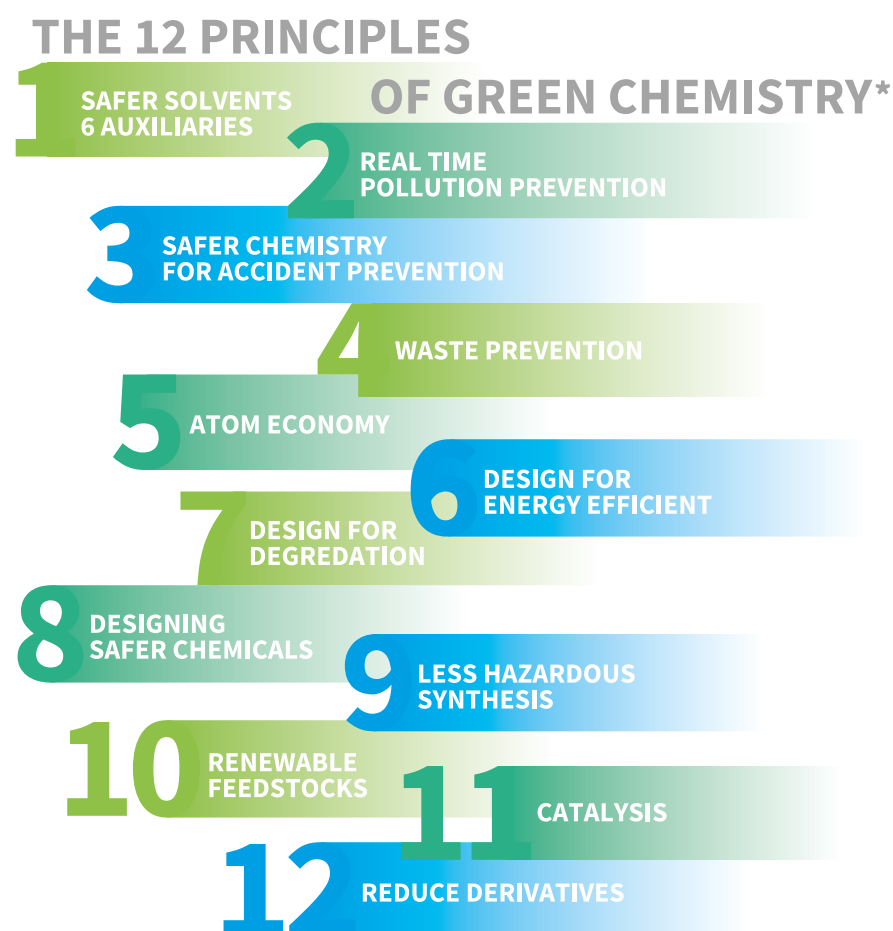 THE 12 PRINCIPLES
OF GREEN CHEMISTRY*
1
SAFER SOLVENTS
6 AUXILIARIES
2
REAL TIME
POLLUTION PREVENTION
3
SAFER CHEMISTRY
FOR ACCIDENT PREVENTION
4
WASTE PREVENTION
5
ATOM ECONOMY
6
DESIGN FOR
ENERGY EFFICIENT
7
DESIGN FOR
DEGREDATION
8
DESIGNING
SAFER CHEMICALS
9
LESS HAZARDOUS
SYNTHESIS
10
RENEWABLE
FEEDSTOCKS
11
CATALYSIS
12
REDUCE DERIVATIVES